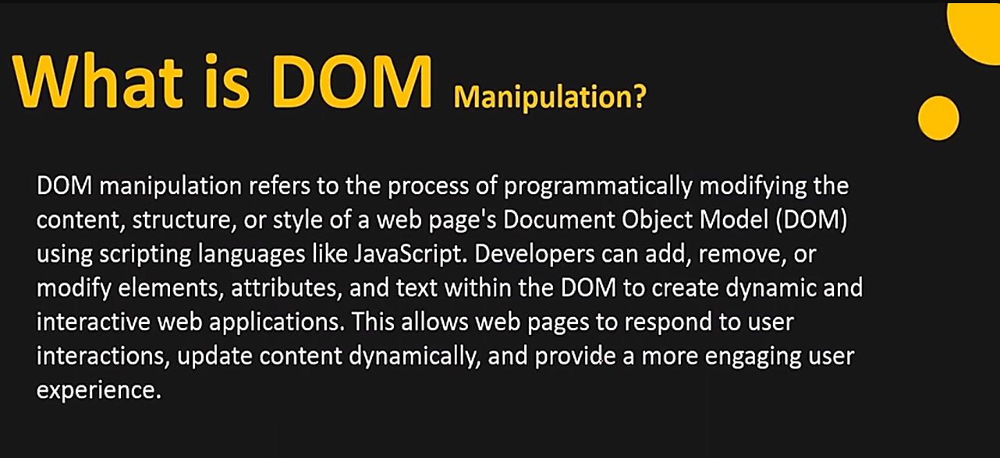 What is DOM Manipulation?
DOM manipulation refers to the process of programmatically modifying the
content, structure, or style of a web page's Document Object Model (DOM)
using scripting languages like JavaScript. Developers can add, remove, or
modify elements, attributes, and text within the DOM to create dynamic and
interactive web applications. This allows web pages to respond to user
interactions, update content dynamically, and provide a more engaging user
experience.